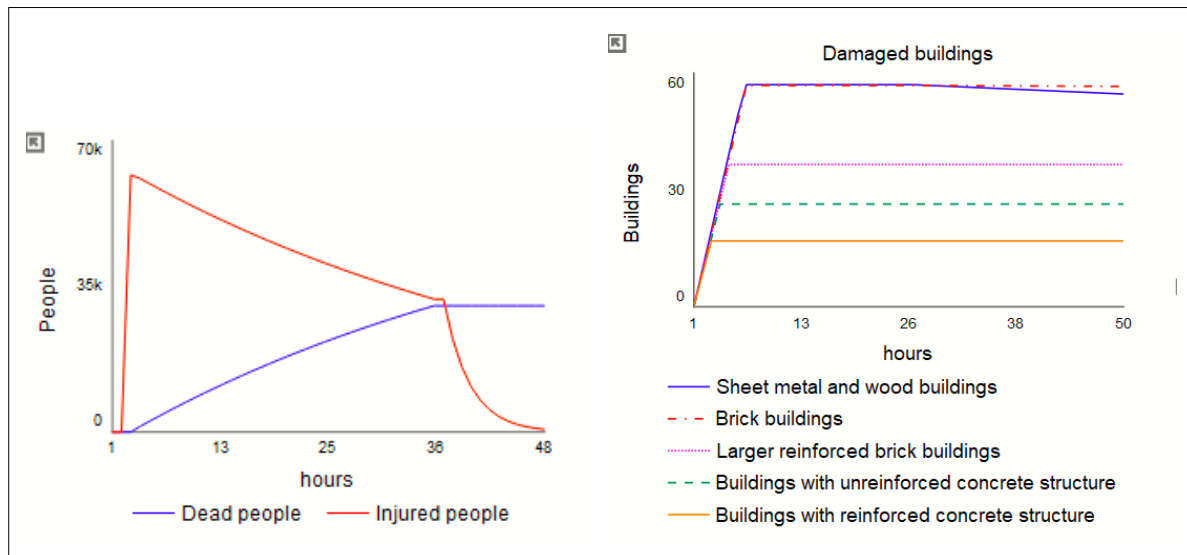 70k
35k
0
People
1 13 25 36 48
hours
Dead people Injured people
Damaged buildings
60
30
0
Buildings
1 13 26 38 50
hours
Sheet metal and wood buildings
Brick buildings
Larger reinforced brick buildings
Buildings with unreinforced concrete structure
Buildings with reinforced concrete structure